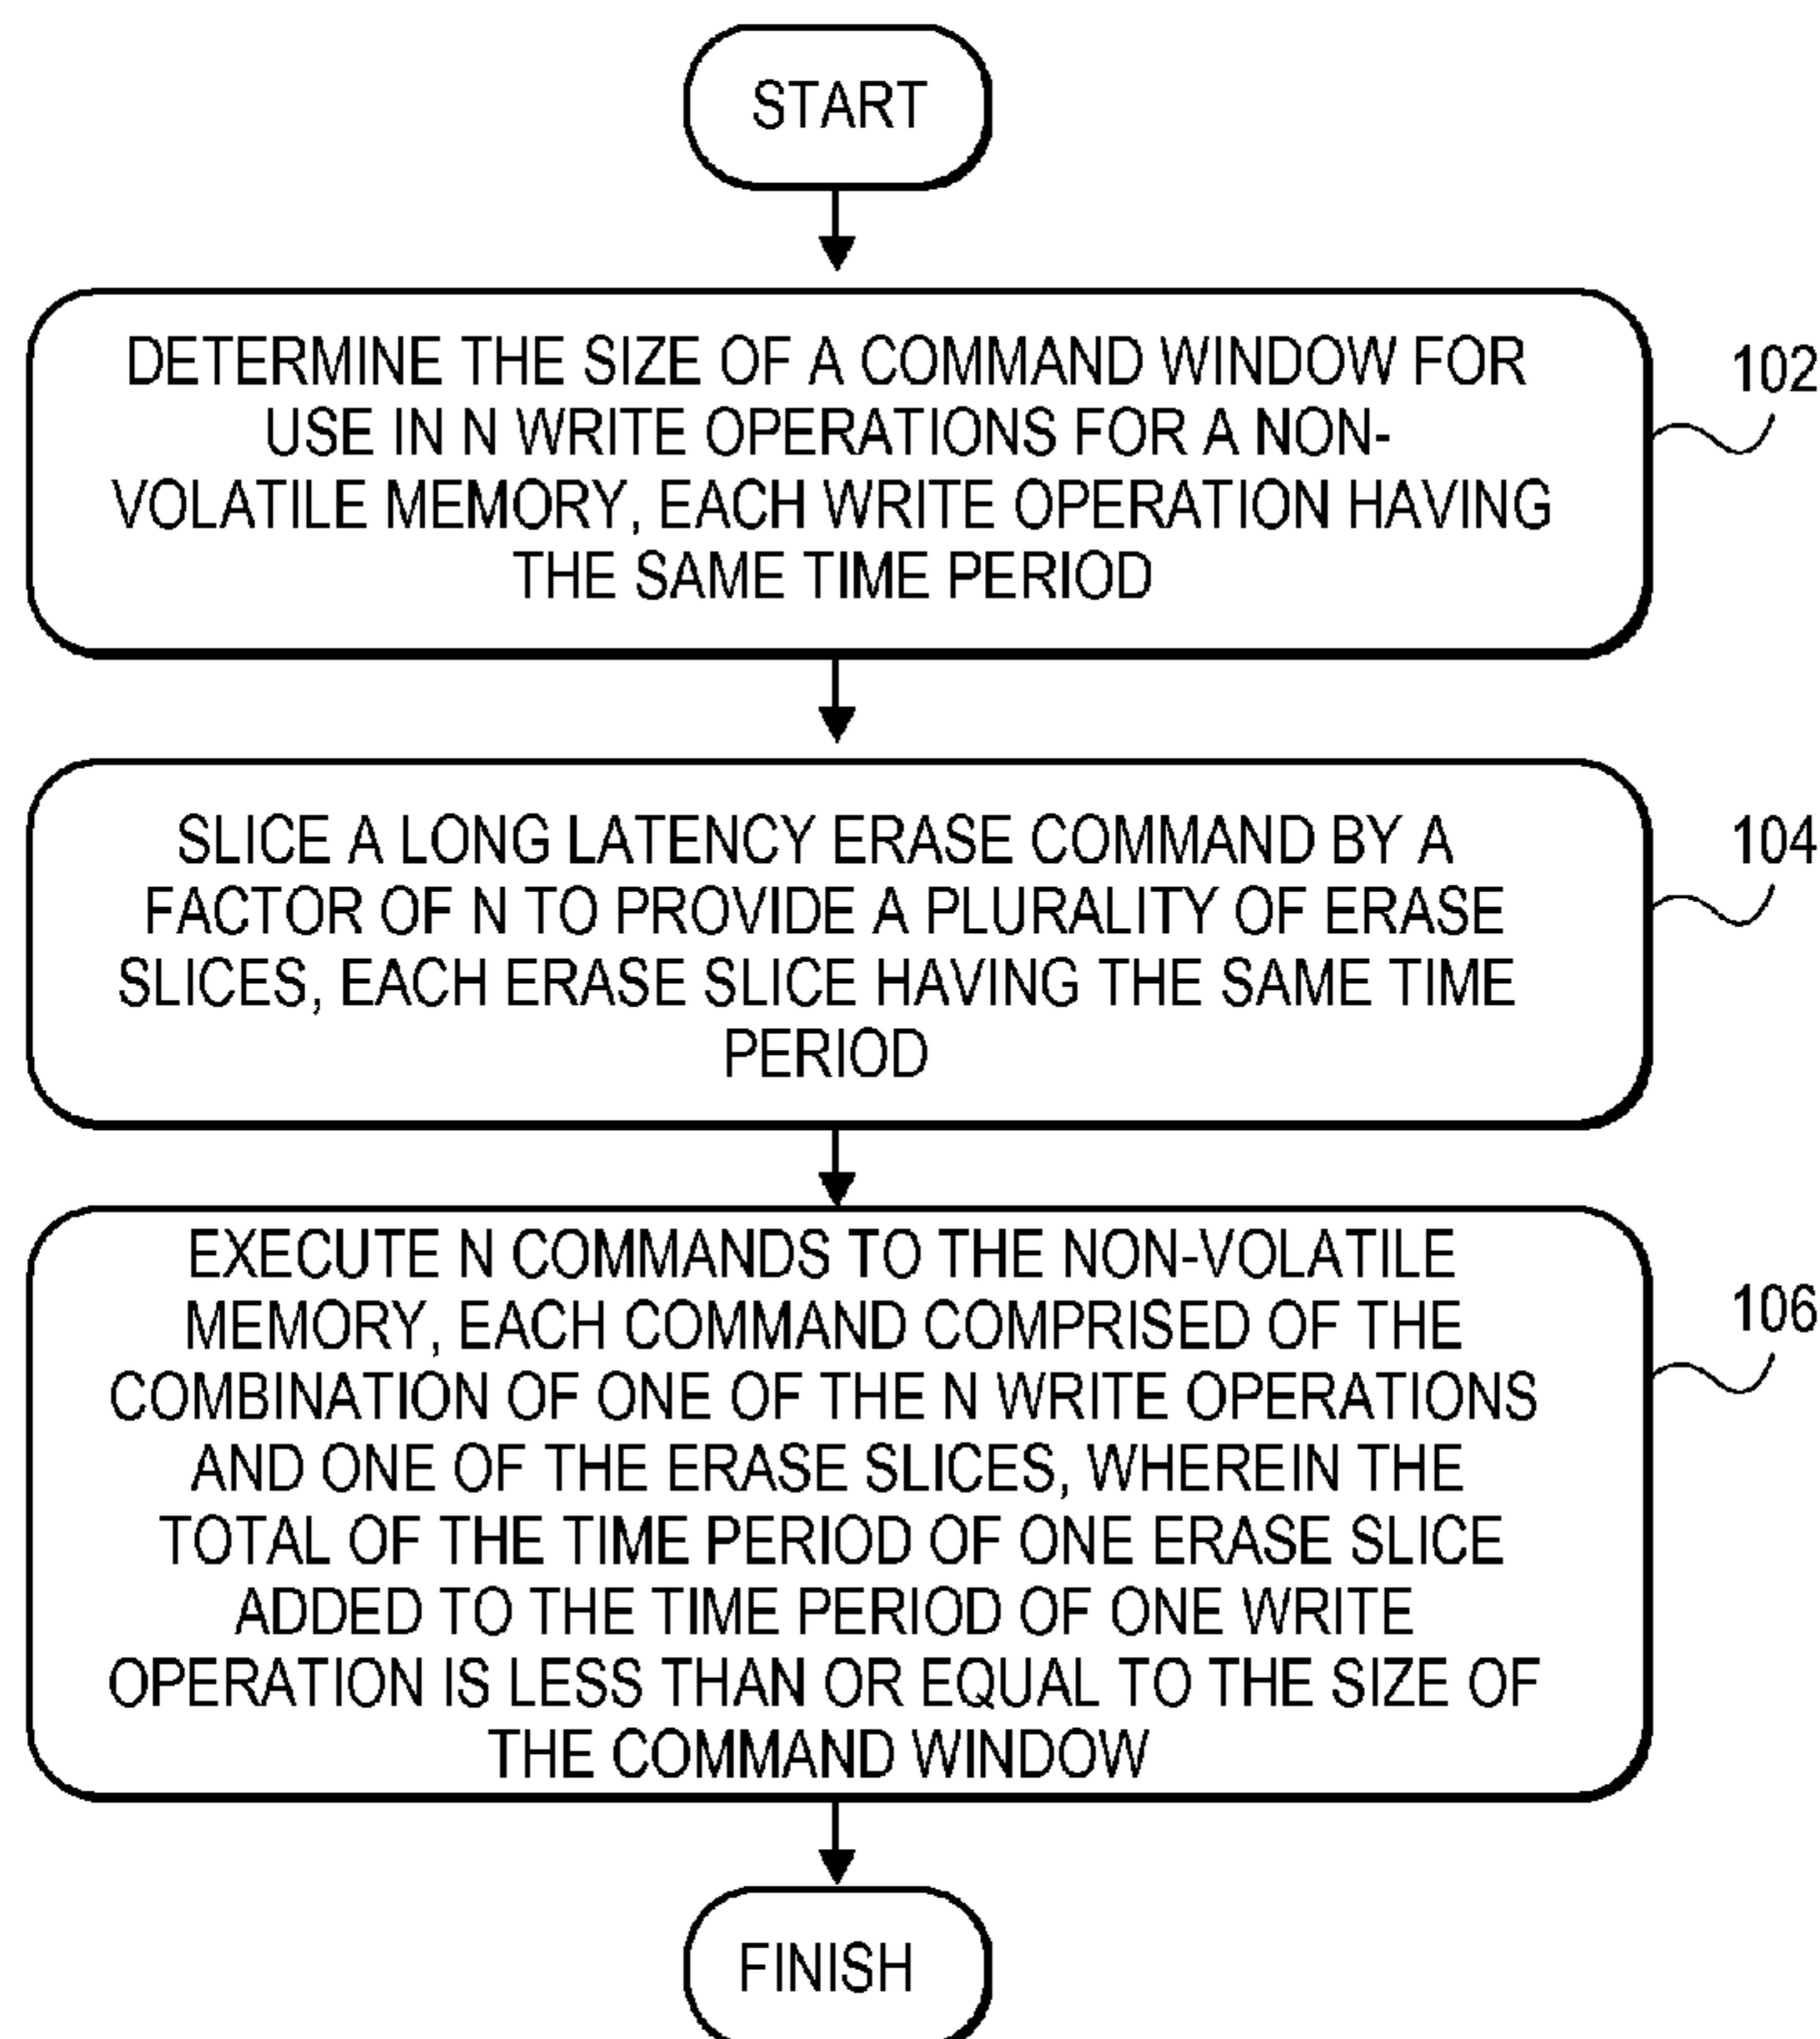 START
DETERMINE THE SIZE OF A COMMAND WINDOW FOR
USE IN N WRITE OPERATIONS FOR A NON-
VOLATILE MEMORY, EACH WRITE OPERATION HAVING
THE SAME TIME PERIOD
102
SLICE A LONG LATENCY ERASE COMMAND BY A
FACTOR OF N TO PROVIDE A PLURALITY OF ERASE
SLICES, EACH ERASE SLICE HAVING THE SAME TIME
PERIOD
104
EXECUTE N COMMANDS TO THE NON-VOLATILE
MEMORY, EACH COMMAND COMPRISED OF THE
COMBINATION OF ONE OF THE N WRITE OPERATIONS
AND ONE OF THE ERASE SLICES, WHEREIN THE
TOTAL OF THE TIME PERIOD OF ONE ERASE SLICE
ADDED TO THE TIME PERIOD OF ONE WRITE
OPERATION IS LESS THAN OR EQUAL TO THE SIZE OF
THE COMMAND WINDOW
106
FINISH